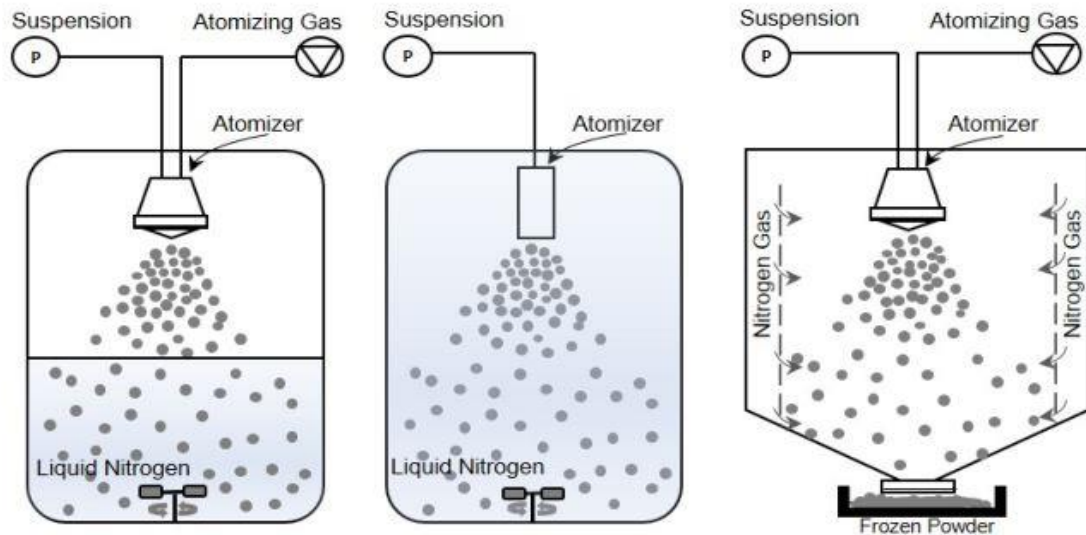 Suspension
Atomizing Gas
P
Atomizer
Liquid Nitrogen
Suspension
P
Atomizer
Liquid Nitrogen
Suspension
Atomizing Gas
P
Atomizer
Nitrogen Gas
Nitrogen Gas
Frozen Powder